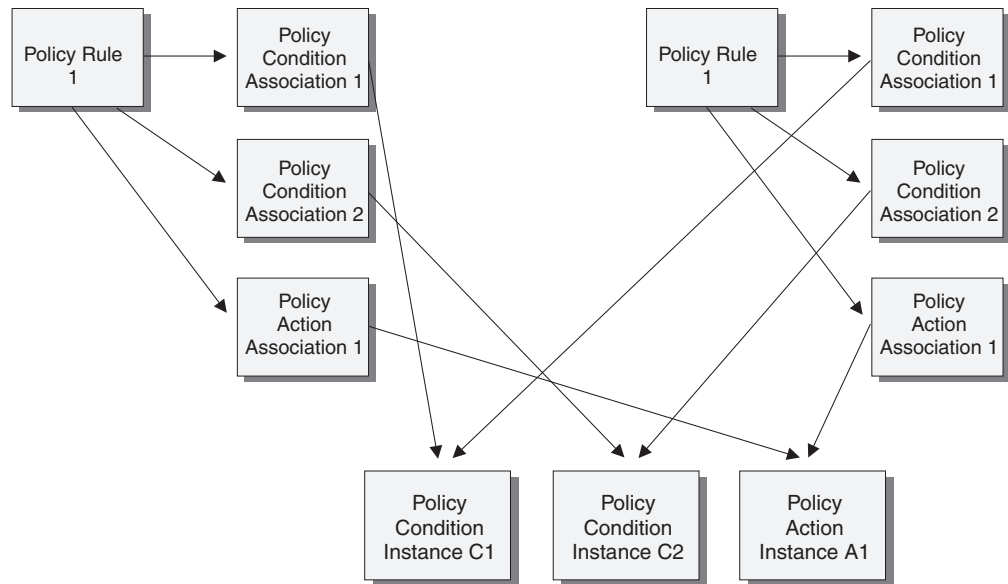 Policy Rule
1
Policy
Condition
Association 1
Policy
Condition
Association 2
Policy
Action
Association 1
Policy Rule
1
Policy
Condition
Association 1
Policy
Condition
Association 2
Policy
Action
Association 1
Policy
Condition
Instance C1
Policy
Condition
Instance C2
Policy
Action
Instance A1